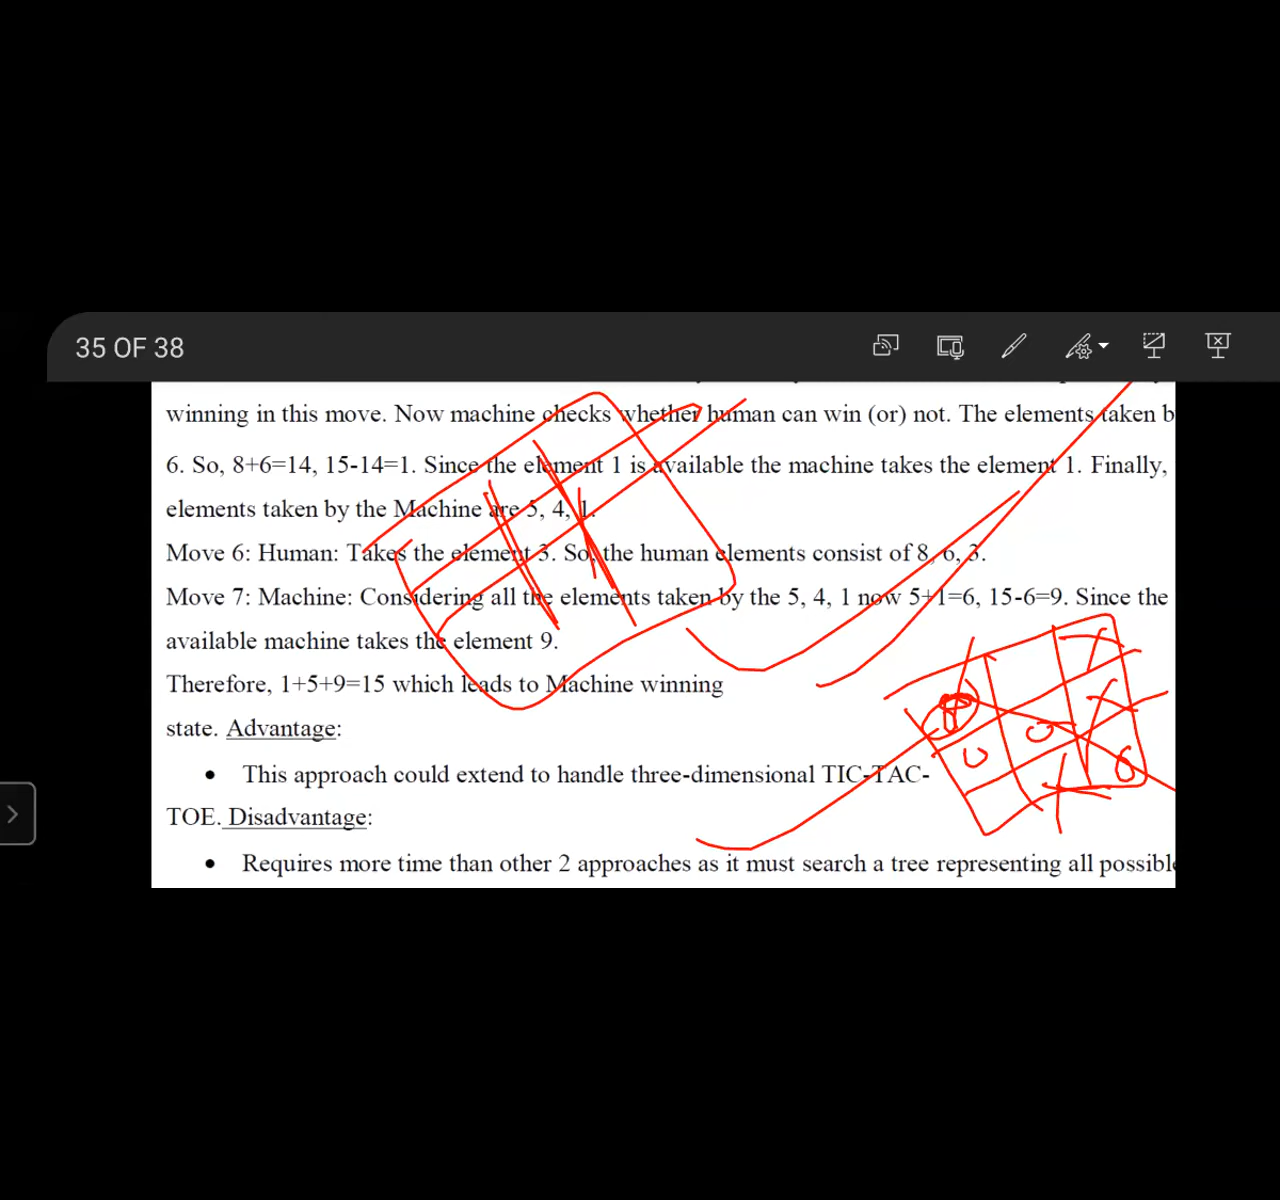 35 OF 38
winning in this move. Now machine checks whether human can win (or) not. The elements taken b
6. So, 8+6=14, 15-14=1. Since the element 1 is available the machine takes the element 1. Finally,
elements taken by the Machine are 5, 4, 1.
Move 6: Human: Takes the element 3. So, the human elements consist of 8, 6, 3.
Move 7: Machine: Considering all the elements taken by the 5, 4, 1 now 5+1=6, 15-6=9. Since the
available machine takes the element 9.
Therefore, 1+5+9=15 which leads to Machine winning
state. Advantage:
• This approach could extend to handle three-dimensional TIC-TAC-
TOE. Disadvantage:
• Requires more time than other 2 approaches as it must search a tree representing all possible